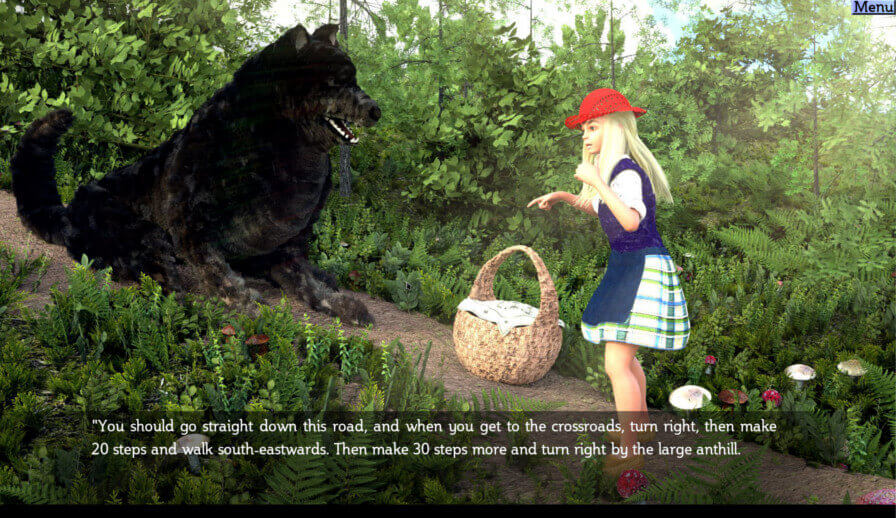 Menu
"You should go straight down this road, and when you get to the crossroads, turn right, then make
20 steps and walk south-eastwards. Then make 30 steps more and turn right by the large anthill.